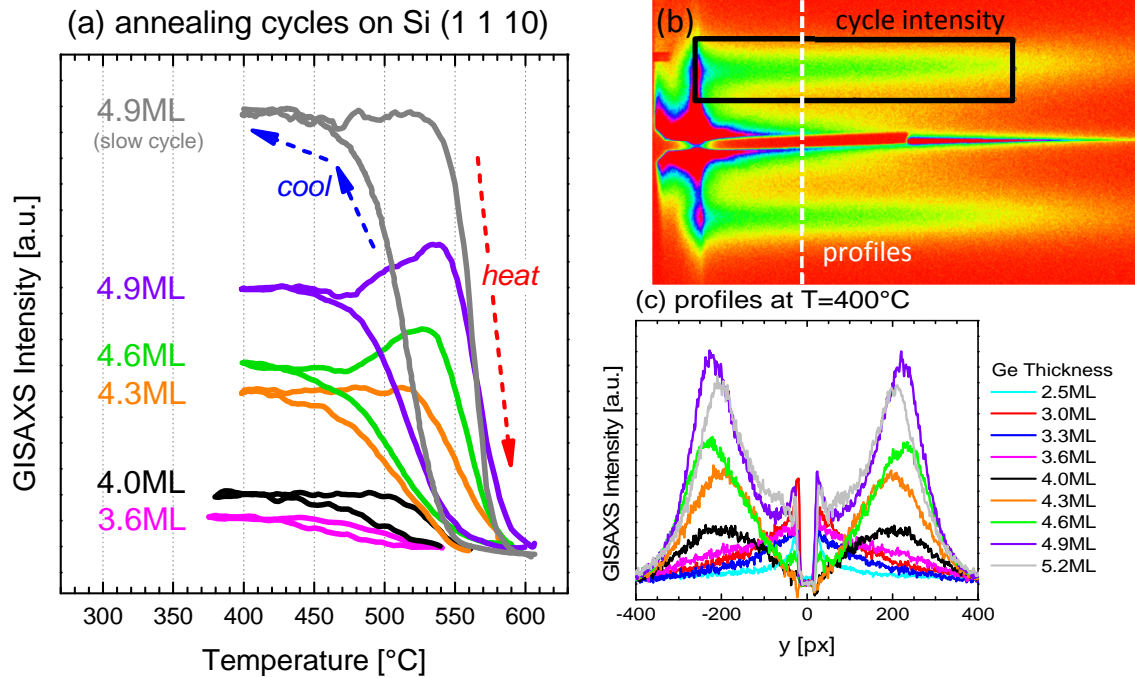 (a) annealing cycles on Si (1 1 10)
GISAXS Intensity [a.u.]
4.9ML
(slow cycle)
cool
heat
4.9ML
4.6ML
4.3ML
4.0ML
3.6ML
300 350 400 450 500 550 600
Temperature [°C]
(b)
cycle intensity
profiles
(c) profiles at T=400°C
GISAXS Intensity [a.u.]
-400 -200 0 200 400
y [px]
Ge Thickness
2.5ML
3.0ML
3.3ML
3.6ML
4.0ML
4.3ML
4.6ML
4.9ML
5.2ML